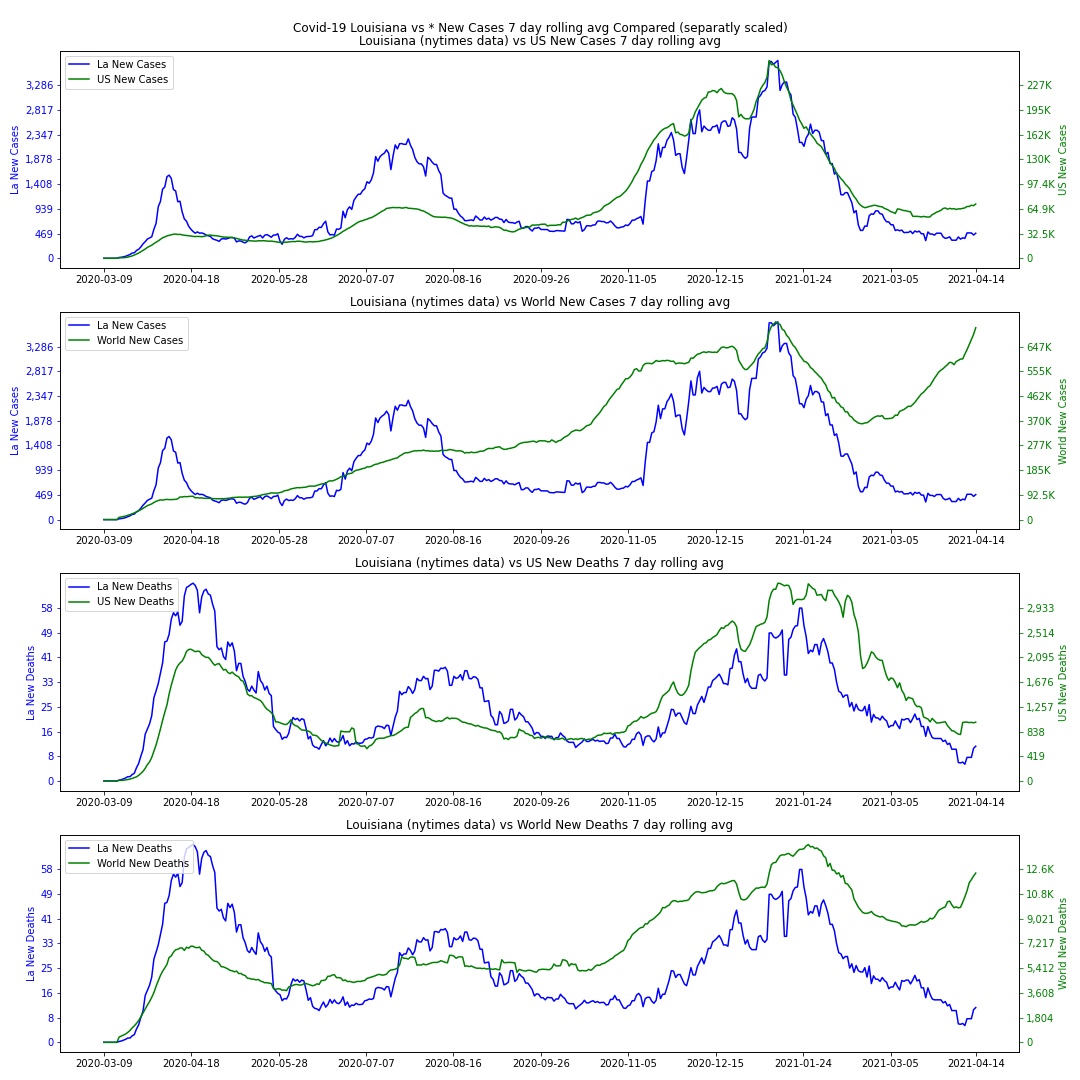 Covid-19 Louisiana vs * New Cases 7 day rolling avg Compared (separatly scaled)
Louisiana (nytimes data) vs US New Cases 7 day rolling avg
La New Cases
US New Cases
3,286
2,817
2,347
1,878
1,408
939
469
0
La New Cases
227K
195K
162K
130K
97.4K
64.9K
32.5K
0
US New Cases
2020-03-09 2020-04-18 2020-05-28 2020-07-07 2020-08-16 2020-09-26 2020-11-05 2020-12-15 2021-01-24 2021-03-05 2021-04-14
Louisiana (nytimes data) vs World New Cases 7 day rolling avg
La New Cases
World New Cases
3,286
2,817
2,347
1,878
1,408
939
469
0
La New Cases
647K
555K
462K
370K
277K
185K
92.5K
0
World New Cases
2020-03-09 2020-04-18 2020-05-28 2020-07-07 2020-08-16 2020-09-26 2020-11-05 2020-12-15 2021-01-24 2021-03-05 2021-04-14
Louisiana (nytimes data) vs US New Deaths 7 day rolling avg
La New Deaths
US New Deaths
58
49
41
33
25
16
8
0
La New Deaths
2,933
2,514
2,095
1,676
1,257
838
419
0
US New Deaths
2020-03-09 2020-04-18 2020-05-28 2020-07-07 2020-08-16 2020-09-26 2020-11-05 2020-12-15 2021-01-24 2021-03-05 2021-04-14
Louisiana (nytimes data) vs World New Deaths 7 day rolling avg
La New Deaths
World New Deaths
58
49
41
33
25
16
8
0
La New Deaths
12.6K
10.8K
9,021
7,217
5,412
3,608
1,804
0
World New Deaths
2020-03-09 2020-04-18 2020-05-28 2020-07-07 2020-08-16 2020-09-26 2020-11-05 2020-12-15 2021-01-24 2021-03-05 2021-04-14